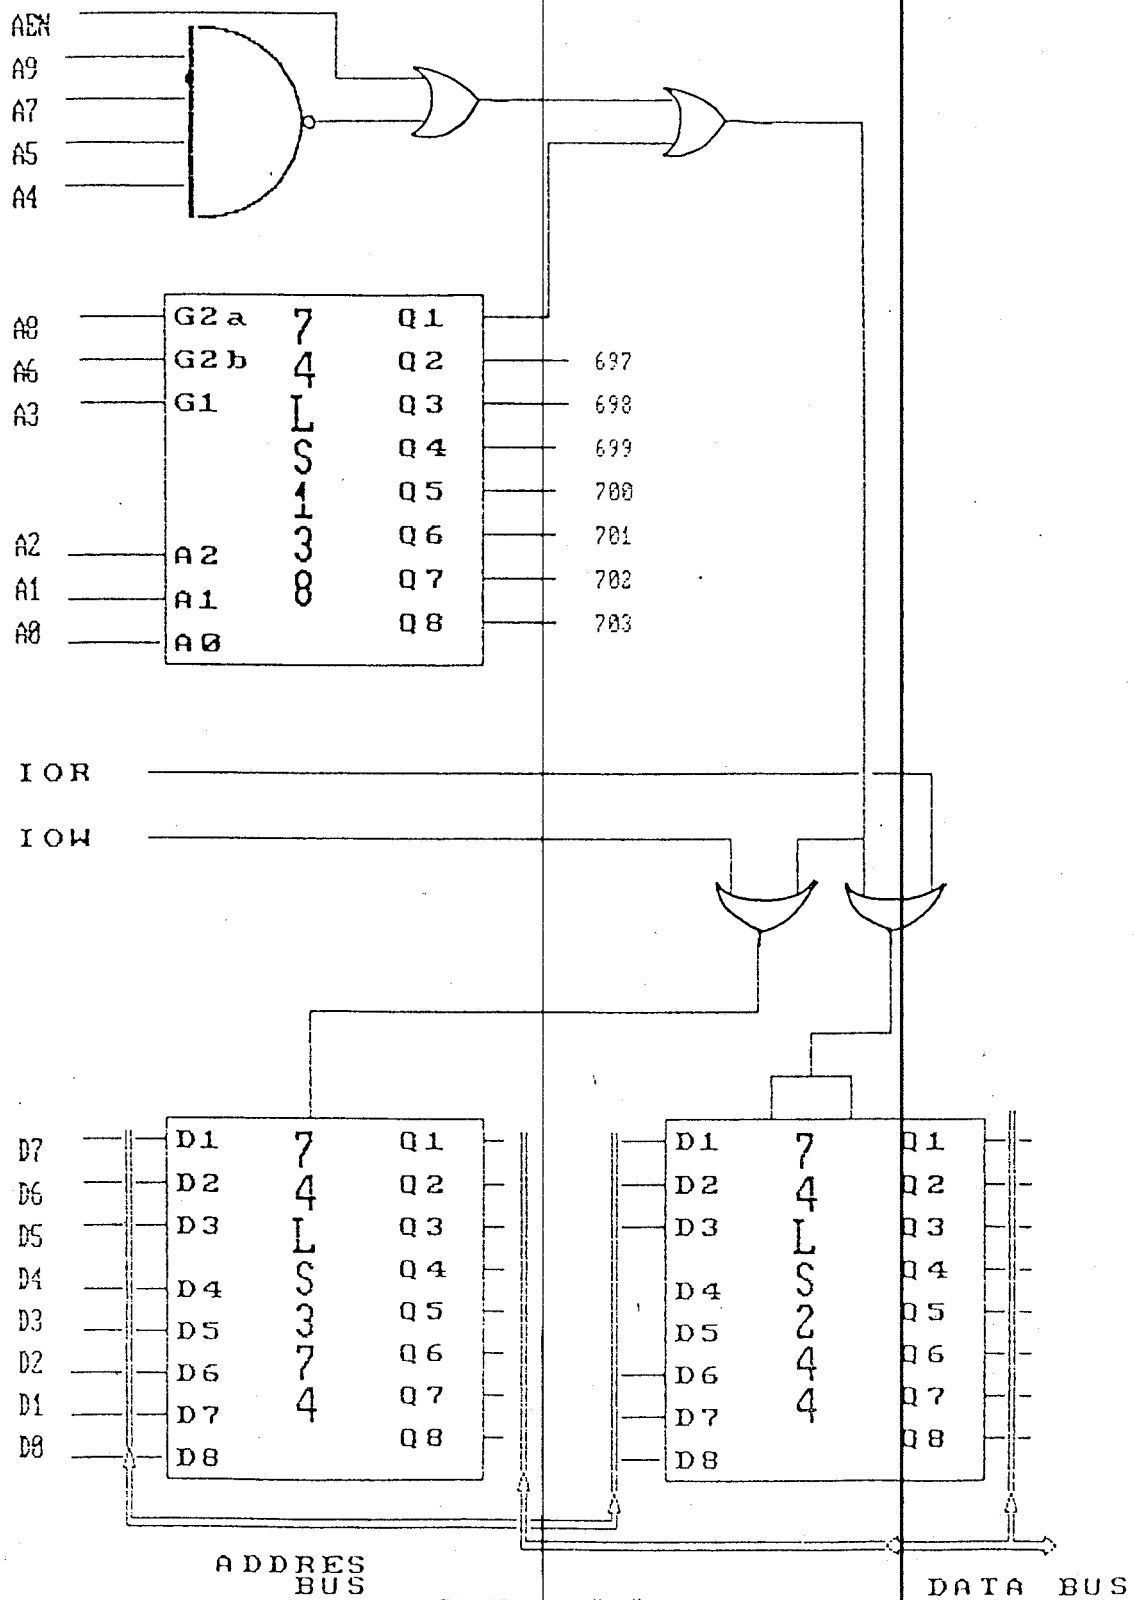 AEN
A9
A7
A5
A4
A8
A6
A3
A2
A1
A0
G2a
G2b
G1
A2
A1
A0
74LS138
Q1
Q2
Q3
Q4
Q5
Q6
Q7
Q8
697
698
699
700
701
702
703
IOR
IOW
D7
D6
D5
D4
D3
D2
D1
D0
D1
D2
D3
D4
D5
D6
D7
D8
74LS374
Q1
Q2
Q3
Q4
Q5
Q6
Q7
Q8
D1
D2
D3
D4
D5
D6
D7
D8
74LS244
Q1
Q2
Q3
Q4
Q5
Q6
Q7
Q8
ADDRES
BUS
DATA BUS